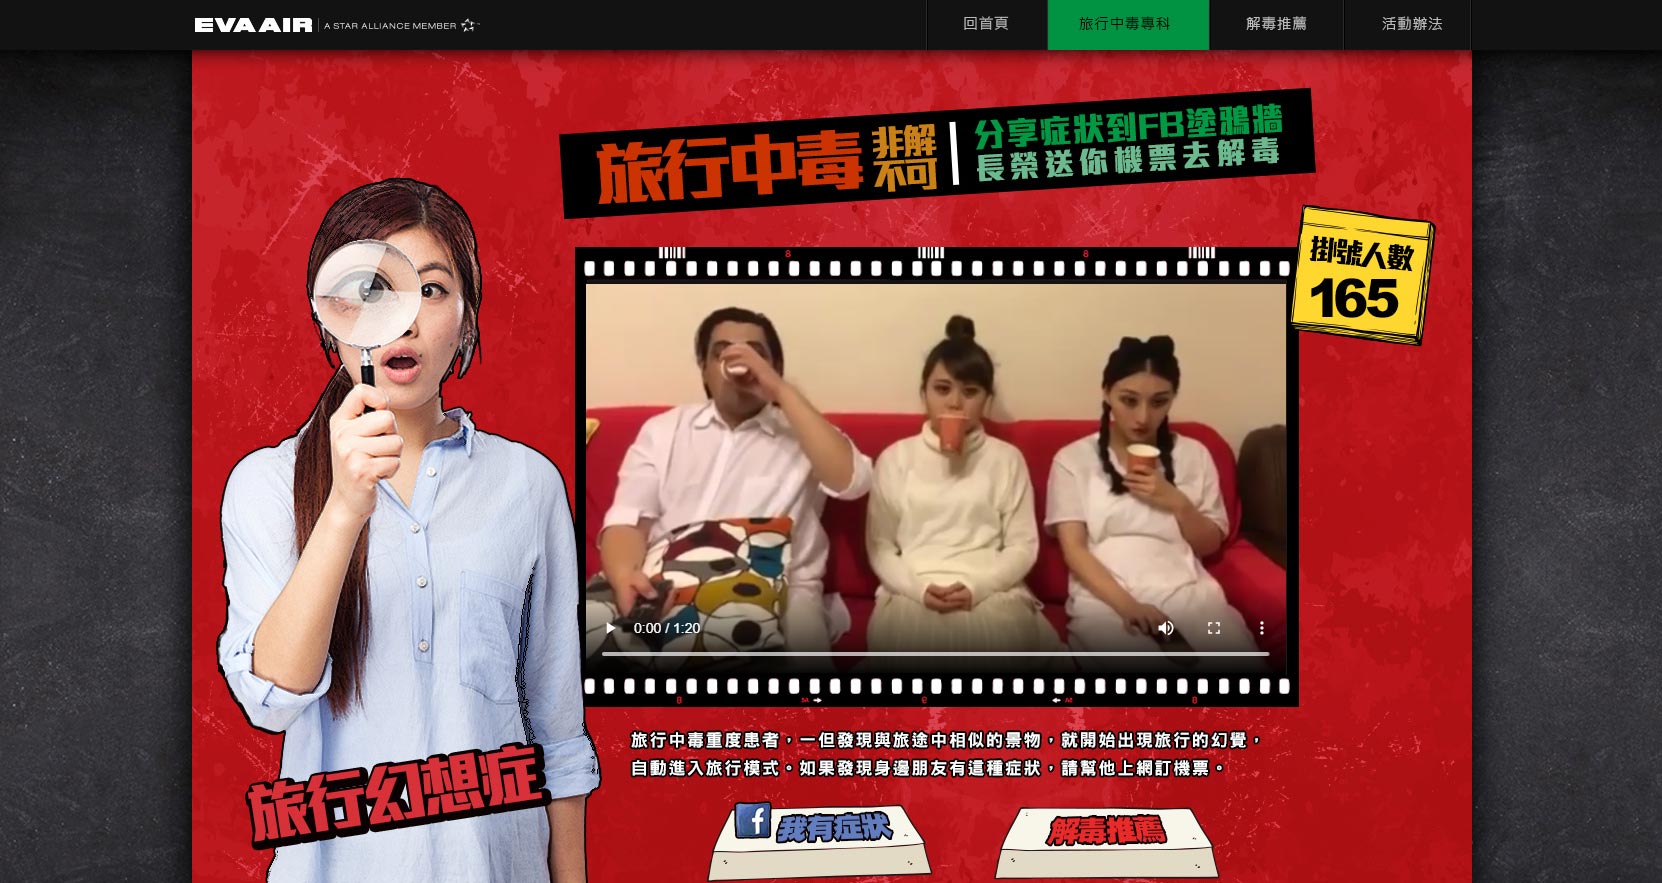 EVA AIR A STAR ALLIANCE MEMBER
回首頁
旅行中毒專科
解毒推薦
活動辦法
旅行中毒 非解不可
分享症狀到FB塗鴉牆
長榮送你機票去解毒
掛號人數
165
0:00 / 1:20
旅行中毒重度患者，一但發現與旅途中相似的景物，就開始出現旅行的幻覺，
自動進入旅行模式。如果發現身邊朋友有這種症狀，請幫他上網訂機票。
旅行幻想症
f 我有症狀
解毒推薦